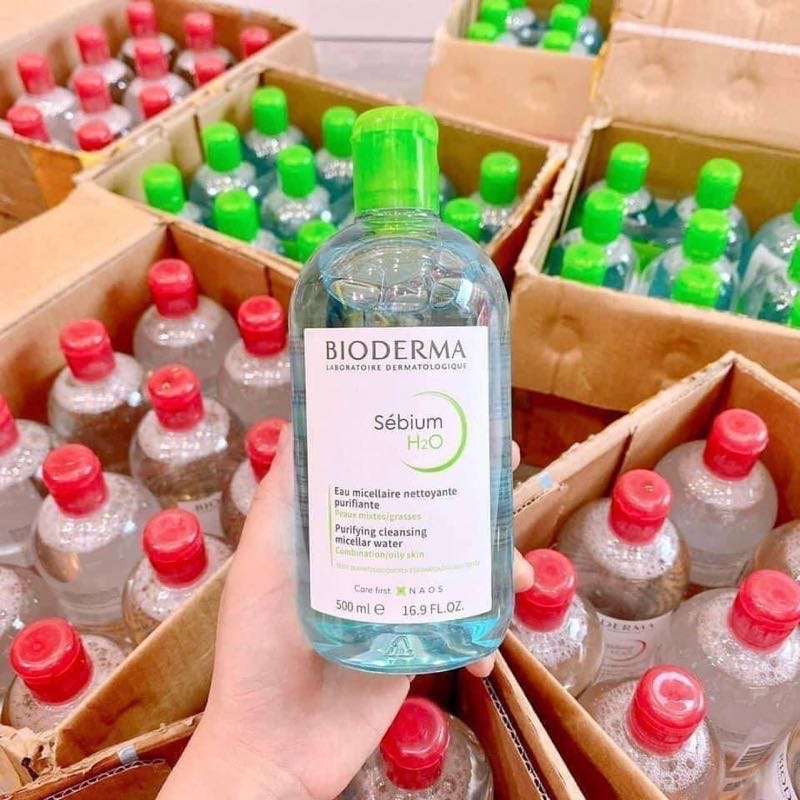 BIODERMA
LABORATOIRE DERMATOLOGIQUE
Sébium
H2O
Eau micellaire nettoyante
purifiante
Peaux mixtes/grasses
Purifying cleansing
micellar water
Combination/oily skin
Care first. NAOS
500 ml ℮ 16.9 FL.OZ.
BIODERMA